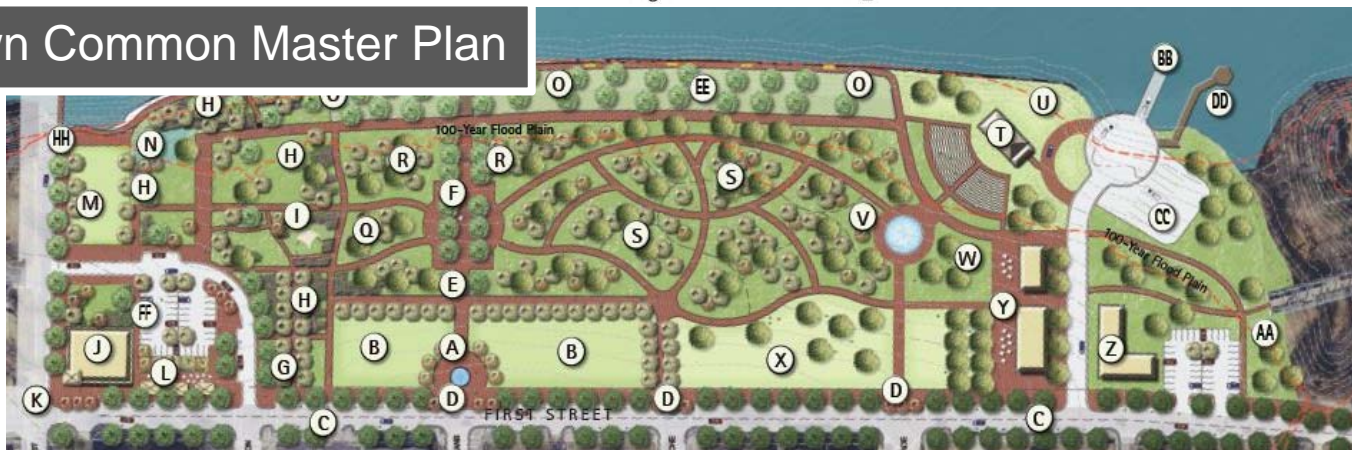 wn Common Master Plan
BB
O EE O
U DD
H
HH 100-Year Flood Plain T
N H R R
H F S
M I V CC
Q S W 100-Year Flood Plain
E
FF H Y AA
J A
B B X Z
L G
K D D D
C FIRST STREET C